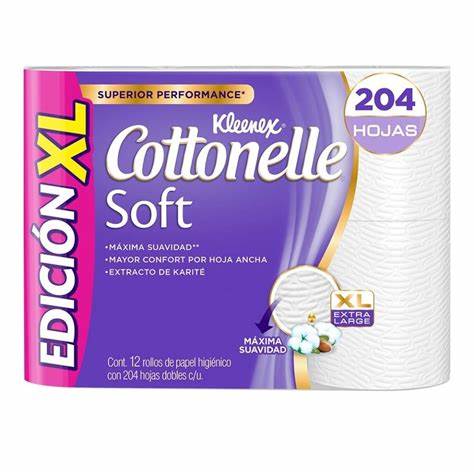 EDICIÓN XL
SUPERIOR PERFORMANCE*
Kleenex®
Cottonelle
Soft
•MÁXIMA SUAVIDAD**
•MAYOR CONFORT POR HOJA ANCHA
•EXTRACTO DE KARITÉ
204
HOJAS
XL
EXTRA
LARGE
MÁXIMA
SUAVIDAD
Cont. 12 rollos de papel higiénico
con 204 hojas dobles c/u.